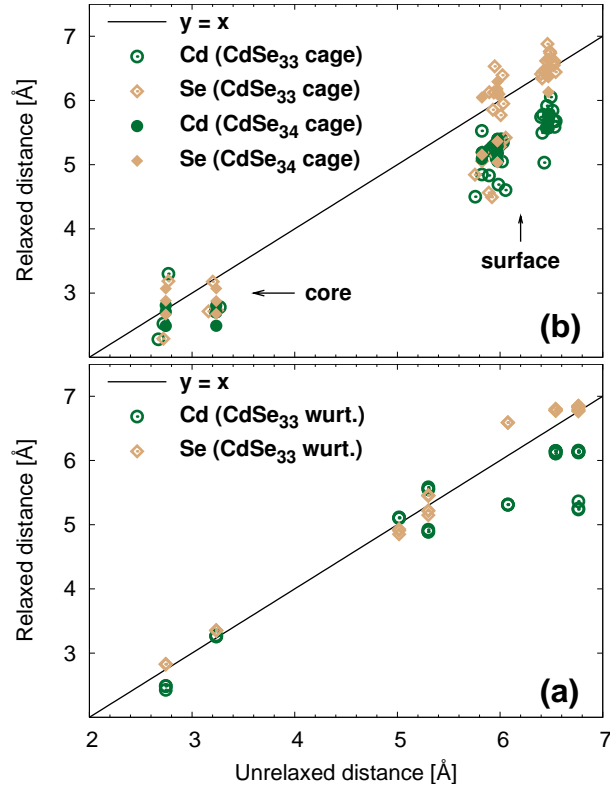 7
6
5
4
3
Relaxed distance [Å]
y = x
Cd (CdSe33 cage)
Se (CdSe33 cage)
Cd (CdSe34 cage)
Se (CdSe34 cage)
surface
core
(b)
7
6
5
4
3
Relaxed distance [Å]
y = x
Cd (CdSe33 wurt.)
Se (CdSe33 wurt.)
(a)
2 3 4 5 6 7
Unrelaxed distance [Å]